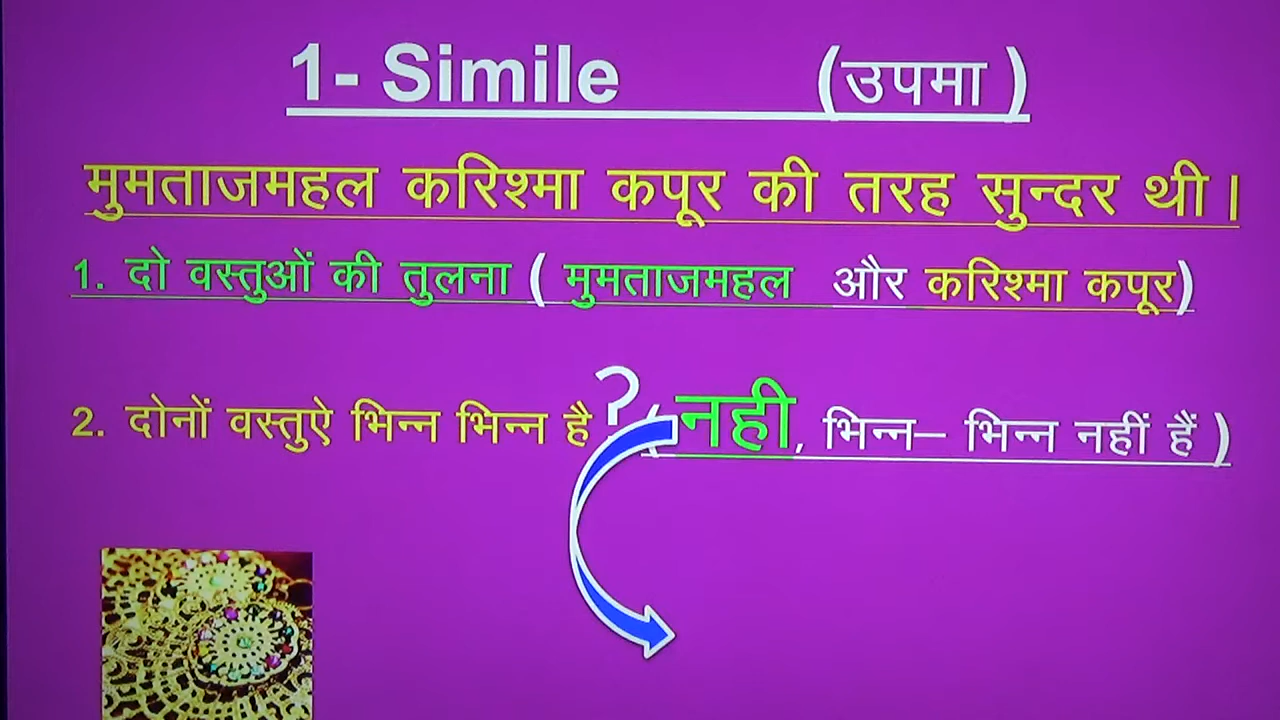 1- Simile (उपमा )
मुमताजमहल करिश्मा कपूर की तरह सुन्दर थी।
1. दो वस्तुओं की तुलना ( मुमताजमहल और करिश्मा कपूर)
2. दोनों वस्तुऐ भिन्न भिन्न है ? ( नही, भिन्न– भिन्न नहीं हैं )